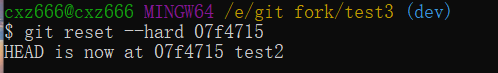 cxz666@cxz666 MINGW64 /e/git fork/test3 (dev)
$ git reset --hard 07f4715
HEAD is now at 07f4715 test2